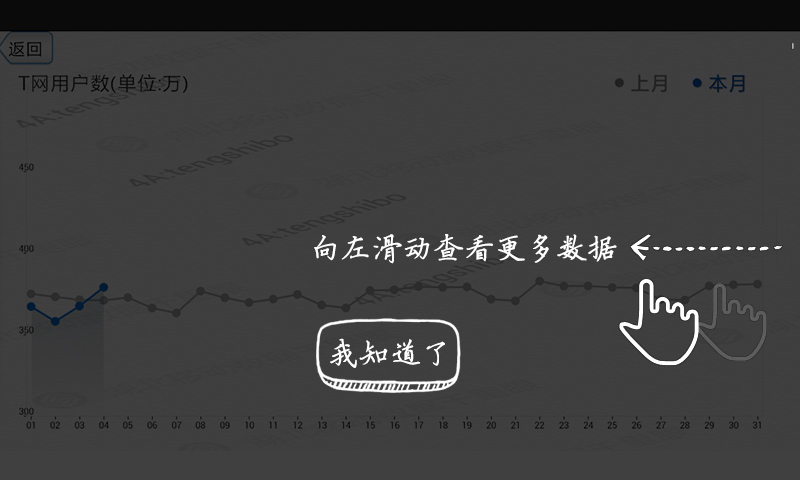 返回
T网用户数(单位:万)
上月 本月
4A:tengshibo
4A:tengshibo
4A:tengshibo
4A:tengshibo
450
400
350
300
向左滑动查看更多数据
我知道了
01 02 03 04 05 06 07 08 09 10 11 12 13 14 15 16 17 18 19 20 21 22 23 24 25 26 27 28 29 30 31